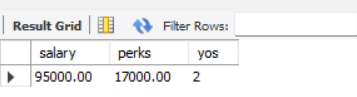 Result Grid Filter Rows:
salary perks yos
95000.00 17000.00 2